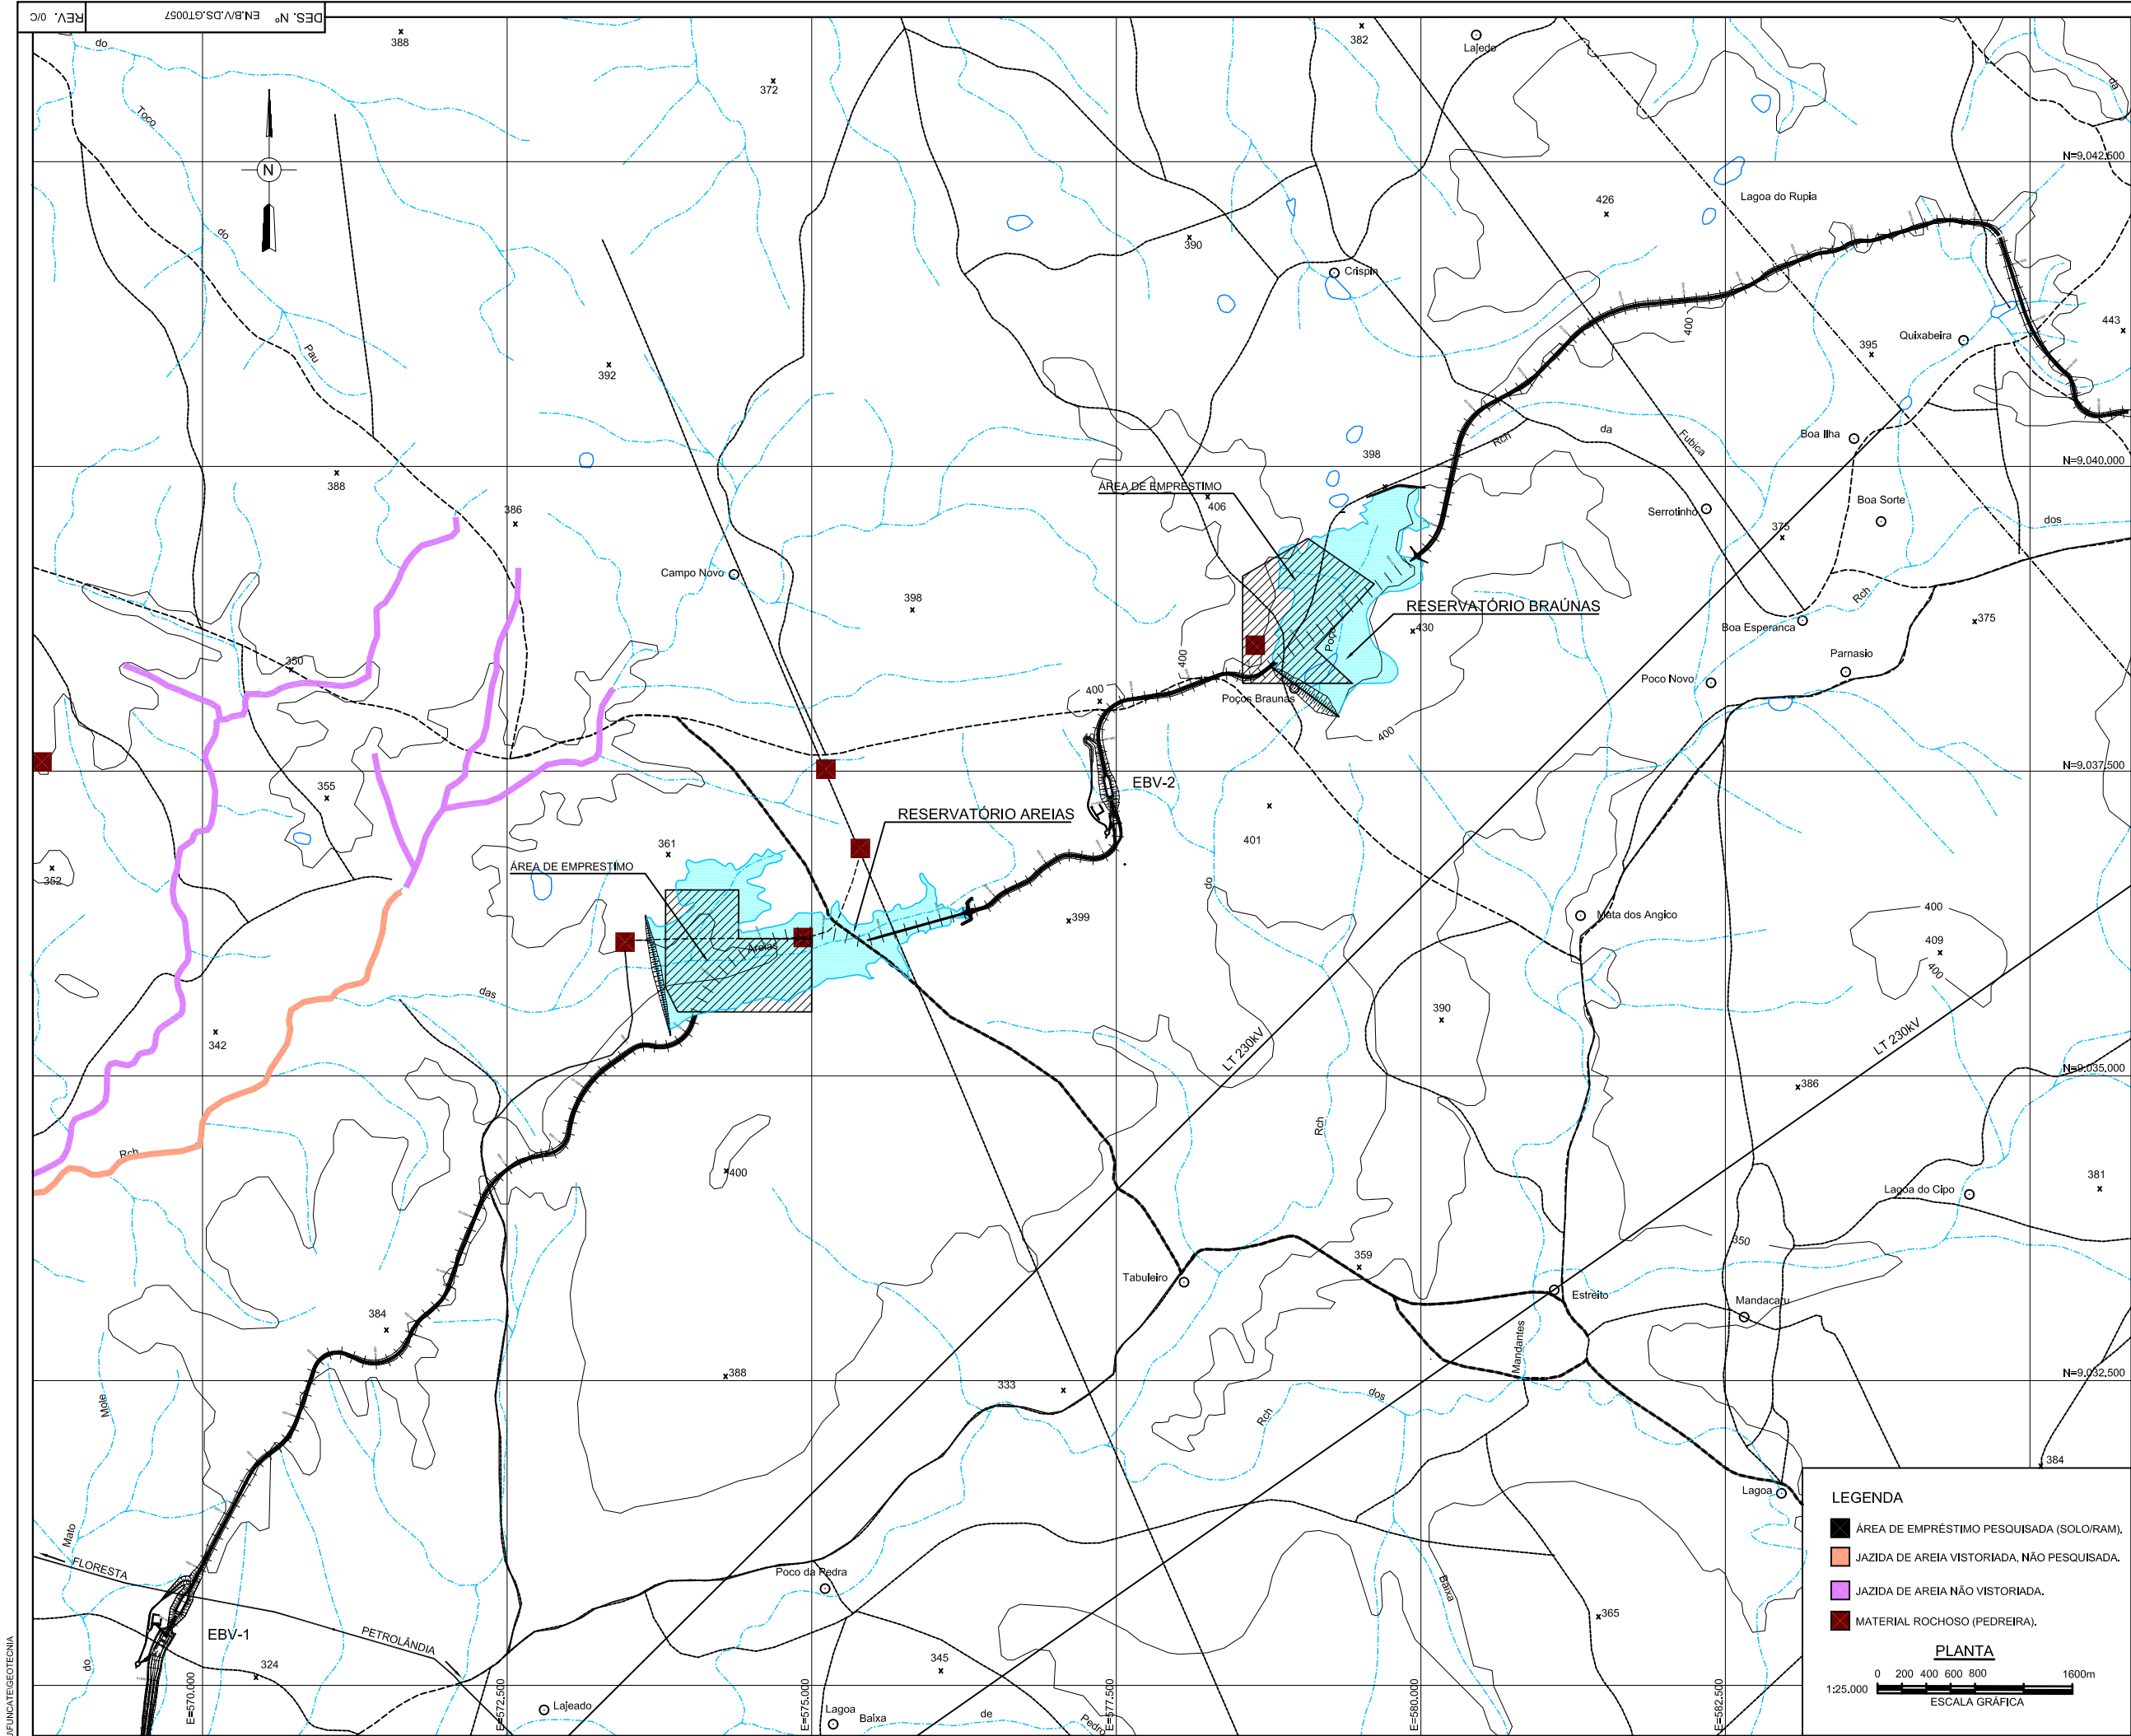 REV. 0/C
EN.B/V.DS.GT0057
DES. Nº
do
388
372
382
Lajedo
da
Toco
N
N=9.042.500
do
426
Lagoa do Rupia
390
Crispin
Pau
392
400
443
Quixabeira
395
388
386
398
Rch
da
Fubica
Boa Ilha
N=9.040.000
ÁREA DE EMPRÉSTIMO
406
Serrotinho
Boa Sorte
375
dos
Campo Novo
398
RESERVATÓRIO BRAÚNAS
430
Rch
Boa Esperanca
375
Poço
350
400
Parnasio
Poco Novo
400
Poços Braunas
400
355
EBV-2
N=9.037.500
RESERVATÓRIO AREIAS
401
361
ÁREA DE EMPRÉSTIMO
352
do
399
Mata dos Angico
400
409
400
Areias
das
390
342
LT 230kV
LT 230kV
386
N=9.035.000
Rch
Rch
400
381
Lagoa do Cipo
350
359
Tabuleiro
Estreito
Mandacaru
384
Mandantes
388
333
dos
N=9.032.500
Mole
Rch
384
Lagoa
Mato
FLORESTA
Poco da Pedra
Baixa
365
EBV-1
PETROLÂNDIA
do
324
345
Lajeado
Lagoa
Baixa
de
Pedro
E=570.000
E=572.500
E=575.000
E=577.500
E=580.000
E=582.500
LEGENDA
ÁREA DE EMPRÉSTIMO PESQUISADA (SOLO/RAM).
JAZIDA DE AREIA VISTORIADA, NÃO PESQUISADA.
JAZIDA DE AREIA NÃO VISTORIADA.
MATERIAL ROCHOSO (PEDREIRA).
PLANTA
0 200 400 600 800 1600m
1:25.000
ESCALA GRÁFICA
/FUNCATE/GEOTECNIA